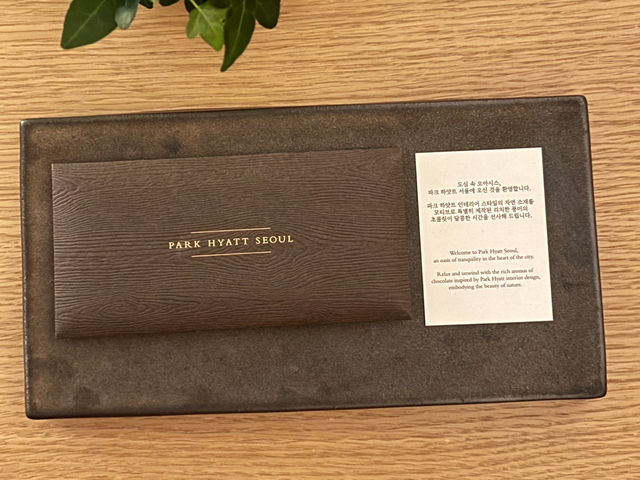 PARK HYATT SEOUL
도심 속 오아시스,
파크 하얏트 서울에 오신 것을 환영합니다.
파크 하얏트 인테리어 스타일의 자연 소재를
모티브로 특별히 제작된 리치한 풍미의
초콜릿이 달콤한 시간을 선사해 드립니다.
Welcome to Park Hyatt Seoul,
an oasis of tranquility in the heart of the city.
Relax and unwind with the rich aromas of
chocolate inspired by Park Hyatt interior design,
embodying the beauty of nature.